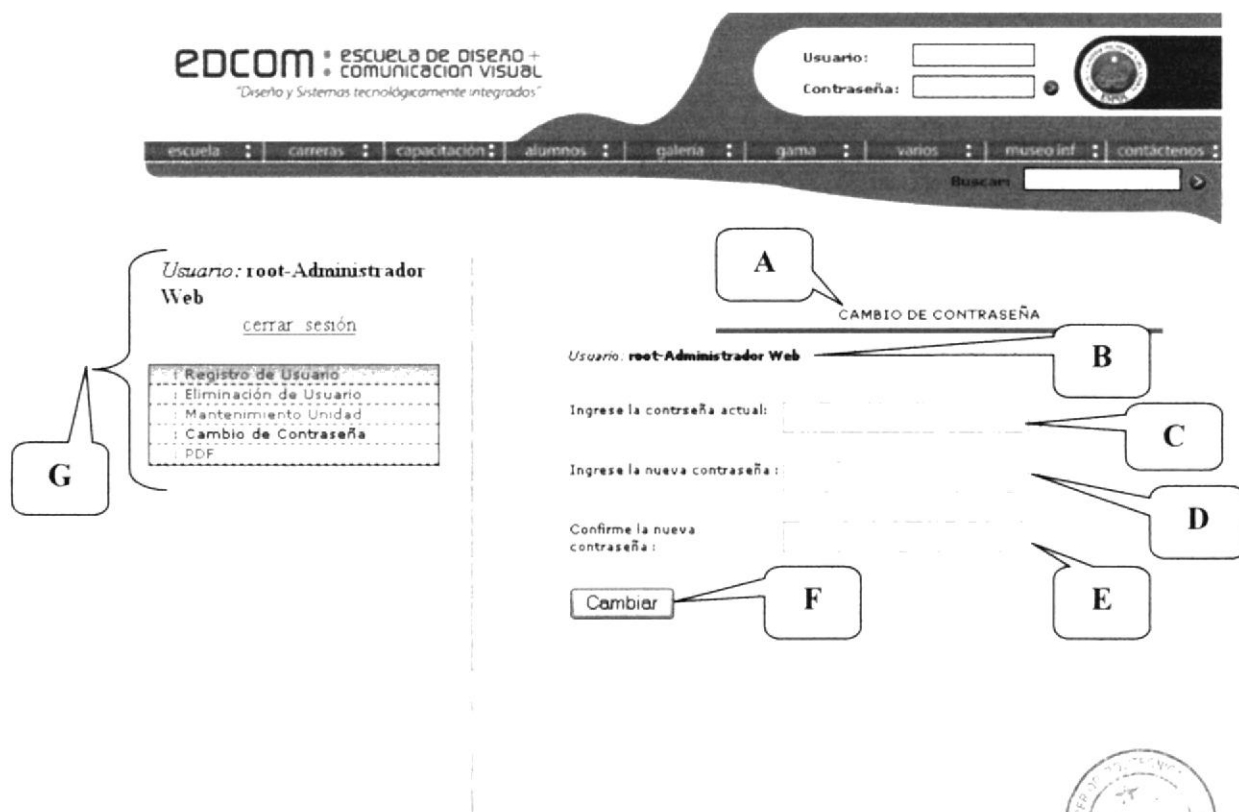 eDCOM : escuela de diseño +
comunicacion visual
"Diseño y Sistemas tecnológicamente integrados"
Usuario:
Contraseña:
escuela : carreras : capacitación : alumnos : galeria : gama : varios : museo inf : contáctenos :
Buscar:
Usuario: root-Administrador
Web
cerrar sesión
: Registro de Usuario
: Eliminación de Usuario
: Mantenimiento Unidad
: Cambio de Contraseña
: PDF
G
A
CAMBIO DE CONTRASEÑA
Usuario: root-Administrador Web
B
Ingrese la contrseña actual:
C
Ingrese la nueva contraseña :
D
Confirme la nueva
contraseña :
E
Cambiar
F